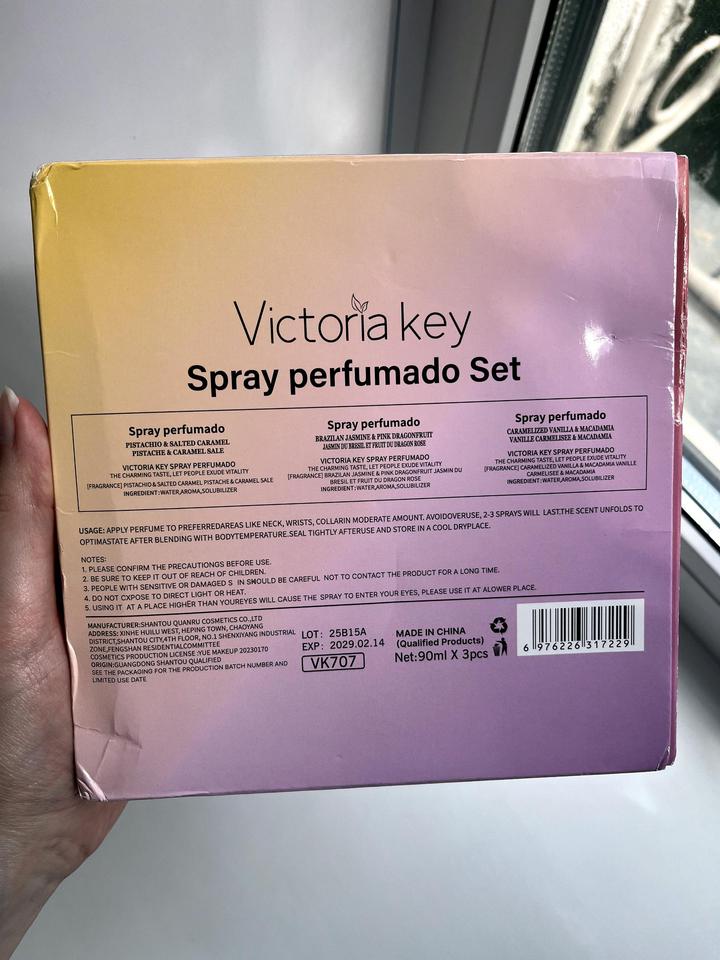 Victoria key
Spray perfumado Set
Spray perfumado
PISTACHIO & SALTED CARAMEL
PISTACHE & CARAMEL SALE
VICTORIA KEY SPRAY PERFUMADO
THE CHARMING TASTE, LET PEOPLE EXUDE VITALITY
[FRAGRANCE] PISTACHIO & SALTED CARAMEL PISTACHE & CARAMEL SALE
INGREDIENT:WATER,AROMA,SOLUBILIZER
Spray perfumado
BRAZILAN JASMINE & PINK DRAGONFRUIT
JASMIN DU BRESIL ET FRUIT DU DRAGON ROSE
VICTORIA KEY SPRAY PERFUMADO
THE CHARMING TASTE, LET PEOPLE EXUDE VITALITY
[FRAGRANCE] BRAZILAN JASMINE & PINK DRAGONFRUIT JASMIN DU
BRESIL ET FRUIT DU DRAGON ROSE
INGREDIENT:WATER,AROMA,SOLUBILIZER
Spray perfumado
CARAMELIZED VANILLA & MACADAMIA
VANILLE CARMELISEE & MACADAMIA
VICTORIA KEY SPRAY PERFUMADO
THE CHARMING TASTE, LET PEOPLE EXUDE VITALITY
[FRAGRANCE] CARAMELIZED VANILLA & MACADAMIA VANILLE
CARMELISEE & MACADAMIA
INGREDIENT:WATER,AROMA,SOLUBILIZER
USAGE: APPLY PERFUME TO PREFERREDAREAS LIKE NECK, WRISTS, COLLARIN MODERATE AMOUNT. AVOIDOVERUSE, 2-3 SPRAYS WILL LAST.THE SCENT UNFOLDS TO
OPTIMASTATE AFTER BLENDING WITH BODYTEMPERATURE.SEAL TIGHTLY AFTERUSE AND STORE IN A COOL DRYPLACE.
NOTES:
1. PLEASE CONFIRM THE PRECAUTIONGS BEFORE USE.
2. BE SURE TO KEEP IT OUT OF REACH OF CHILDREN.
3. PEOPLE WITH SENSITIVE OR DAMAGED S IN SMOULD BE CAREFUL NOT TO CONTACT THE PRODUCT FOR A LONG TIME.
4. DO NOT CXPOSE TO DIRECT LIGHT OR HEAT.
5. USING IT AT A PLACE HIGHER THAN YOUREYES WILL CAUSE THE SPRAY TO ENTER YOUR EYES, PLEASE USE IT AT ALOWER PLACE.
MANUFACTURER:SHANTOU QUANRU COSMETICS CO.,LTD
ADDRESS: XINHE HUILU WEST, HEPING TOWN, CHAOYANG
DISTRICT,SHANTOU CITY,4TH FLOOR, NO.1 SHENXIYANG INDUSTRIAL
ZONE,FENGSHAN RESIDENTIALCOMMITTEE
COSMETICS PRODUCTION LICENSE :YUE MAKEUP 20230170
ORIGIN:GUANGDONG SHANTOU QUALIFIED
SEE THE PACKAGING FOR THE PRODUCTION BATCH NUMBER AND
LIMITED USE DATE
LOT: 25B15A
EXP: 2029.02.14
VK707
MADE IN CHINA
(Qualified Products)
Net:90ml X 3pcs
6 976226 317229